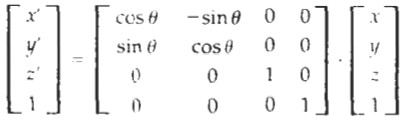 x' cos θ −sin θ 0 0 x
y' sin θ cos θ 0 0 y
z' = 0 0 1 0 · z
1 0 0 0 1 1